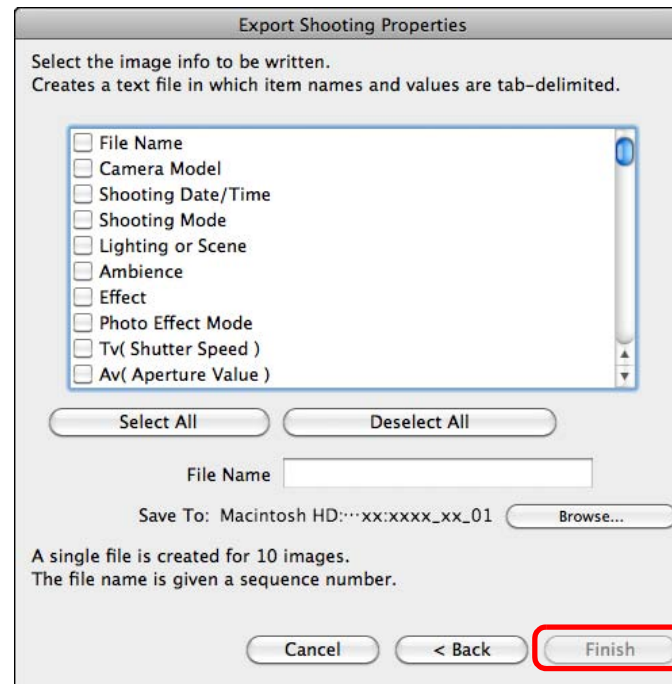 Export Shooting Properties
Select the image info to be written.
Creates a text file in which item names and values are tab-delimited.
File Name
Camera Model
Shooting Date/Time
Shooting Mode
Lighting or Scene
Ambience
Effect
Photo Effect Mode
Tv( Shutter Speed )
Av( Aperture Value )
Select All Deselect All
File Name
Save To: Macintosh HD:···xx:xxxx_xx_01 Browse...
A single file is created for 10 images.
The file name is given a sequence number.
Cancel < Back Finish